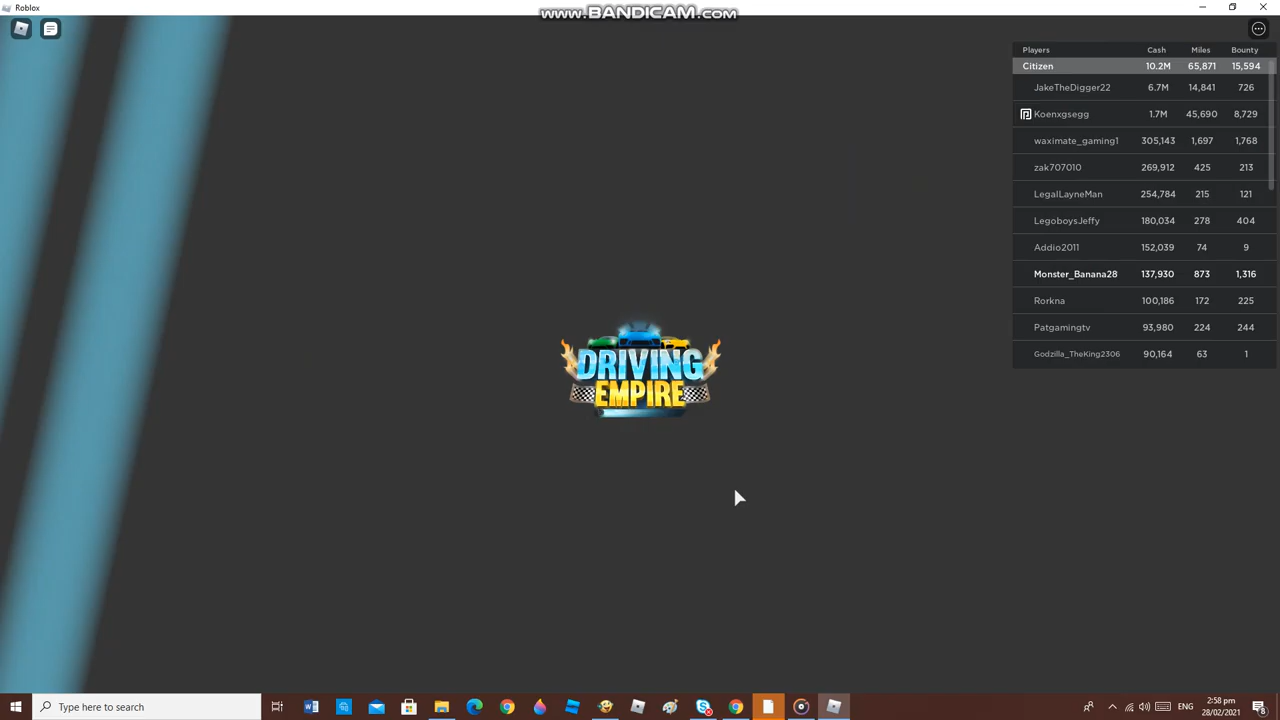 Roblox
www.BANDICAM.com
Players Cash Miles Bounty
Citizen 10.2M 65,871 15,594
JakeTheDigger22 6.7M 14,841 726
Koenxgsegg 1.7M 45,690 8,729
waximate_gaming1 305,143 1,697 1,768
zak707010 269,912 425 213
LegalLayneMan 254,784 215 121
LegoboysJeffy 180,034 278 404
Addio2011 152,039 74 9
Monster_Banana28 137,930 873 1,316
Rorkna 100,186 172 225
Patgamingtv 93,980 224 244
Godzilla_TheKing2306 90,164 63 1
DRIVING
EMPIRE
Type here to search
ENG
2:58 pm
28/02/2021
8